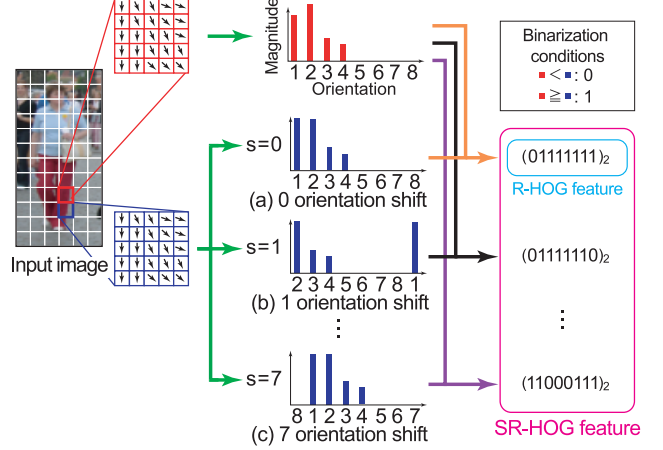 Magnitude
1 2 3 4 5 6 7 8
Orientation
Binarization
conditions
< : 0
≧ : 1
s=0
1 2 3 4 5 6 7 8
(a) 0 orientation shift
(01111111)₂
R-HOG feature
Input image
s=1
2 3 4 5 6 7 8 1
(b) 1 orientation shift
(01111110)₂
s=7
8 1 2 3 4 5 6 7
(c) 7 orientation shift
(11000111)₂
SR-HOG feature